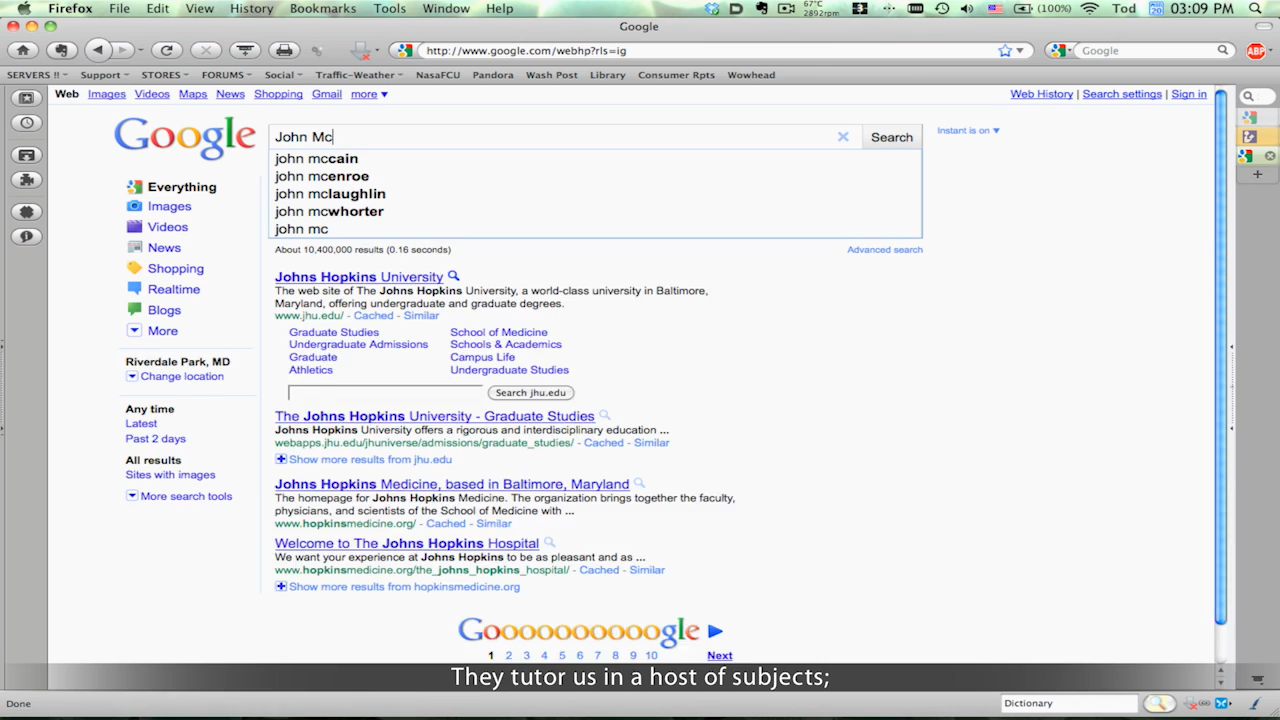 Firefox File Edit View History Bookmarks Tools Window Help 67°C 2892rpm (100%) Tod 20 03:09 PM
Google
http://www.google.com/webhp?rls=ig Google ABP
SERVERS !! Support STORES FORUMS Social Traffic-Weather NasaFCU Pandora Wash Post Library Consumer Rpts Wowhead
Web Images Videos Maps News Shopping Gmail more Web History | Search settings | Sign in
Google John Mc Search Instant is on
john mccain
john mcenroe
john mclaughlin
john mcwhorter
john mc
Everything
Images
Videos
News
Shopping
Realtime
Blogs
More
Riverdale Park, MD
Change location
Any time
Latest
Past 2 days
All results
Sites with images
More search tools
About 10,400,000 results (0.16 seconds) Advanced search
Johns Hopkins University
The web site of The Johns Hopkins University, a world-class university in Baltimore,
Maryland, offering undergraduate and graduate degrees.
www.jhu.edu/ - Cached - Similar
Graduate Studies School of Medicine
Undergraduate Admissions Schools & Academics
Graduate Campus Life
Athletics Undergraduate Studies
Search jhu.edu
The Johns Hopkins University - Graduate Studies
Johns Hopkins University offers a rigorous and interdisciplinary education ...
webapps.jhu.edu/jhuniverse/admissions/graduate_studies/ - Cached - Similar
Show more results from jhu.edu
Johns Hopkins Medicine, based in Baltimore, Maryland
The homepage for Johns Hopkins Medicine. The organization brings together the faculty,
physicians, and scientists of the School of Medicine with ...
www.hopkinsmedicine.org/ - Cached - Similar
Welcome to The Johns Hopkins Hospital
We want your experience at Johns Hopkins to be as pleasant and as ...
www.hopkinsmedicine.org/the_johns_hopkins_hospital/ - Cached - Similar
Show more results from hopkinsmedicine.org
Goooooooooogle
1 2 3 4 5 6 7 8 9 10 Next
They tutor us in a host of subjects;
Done Dictionary